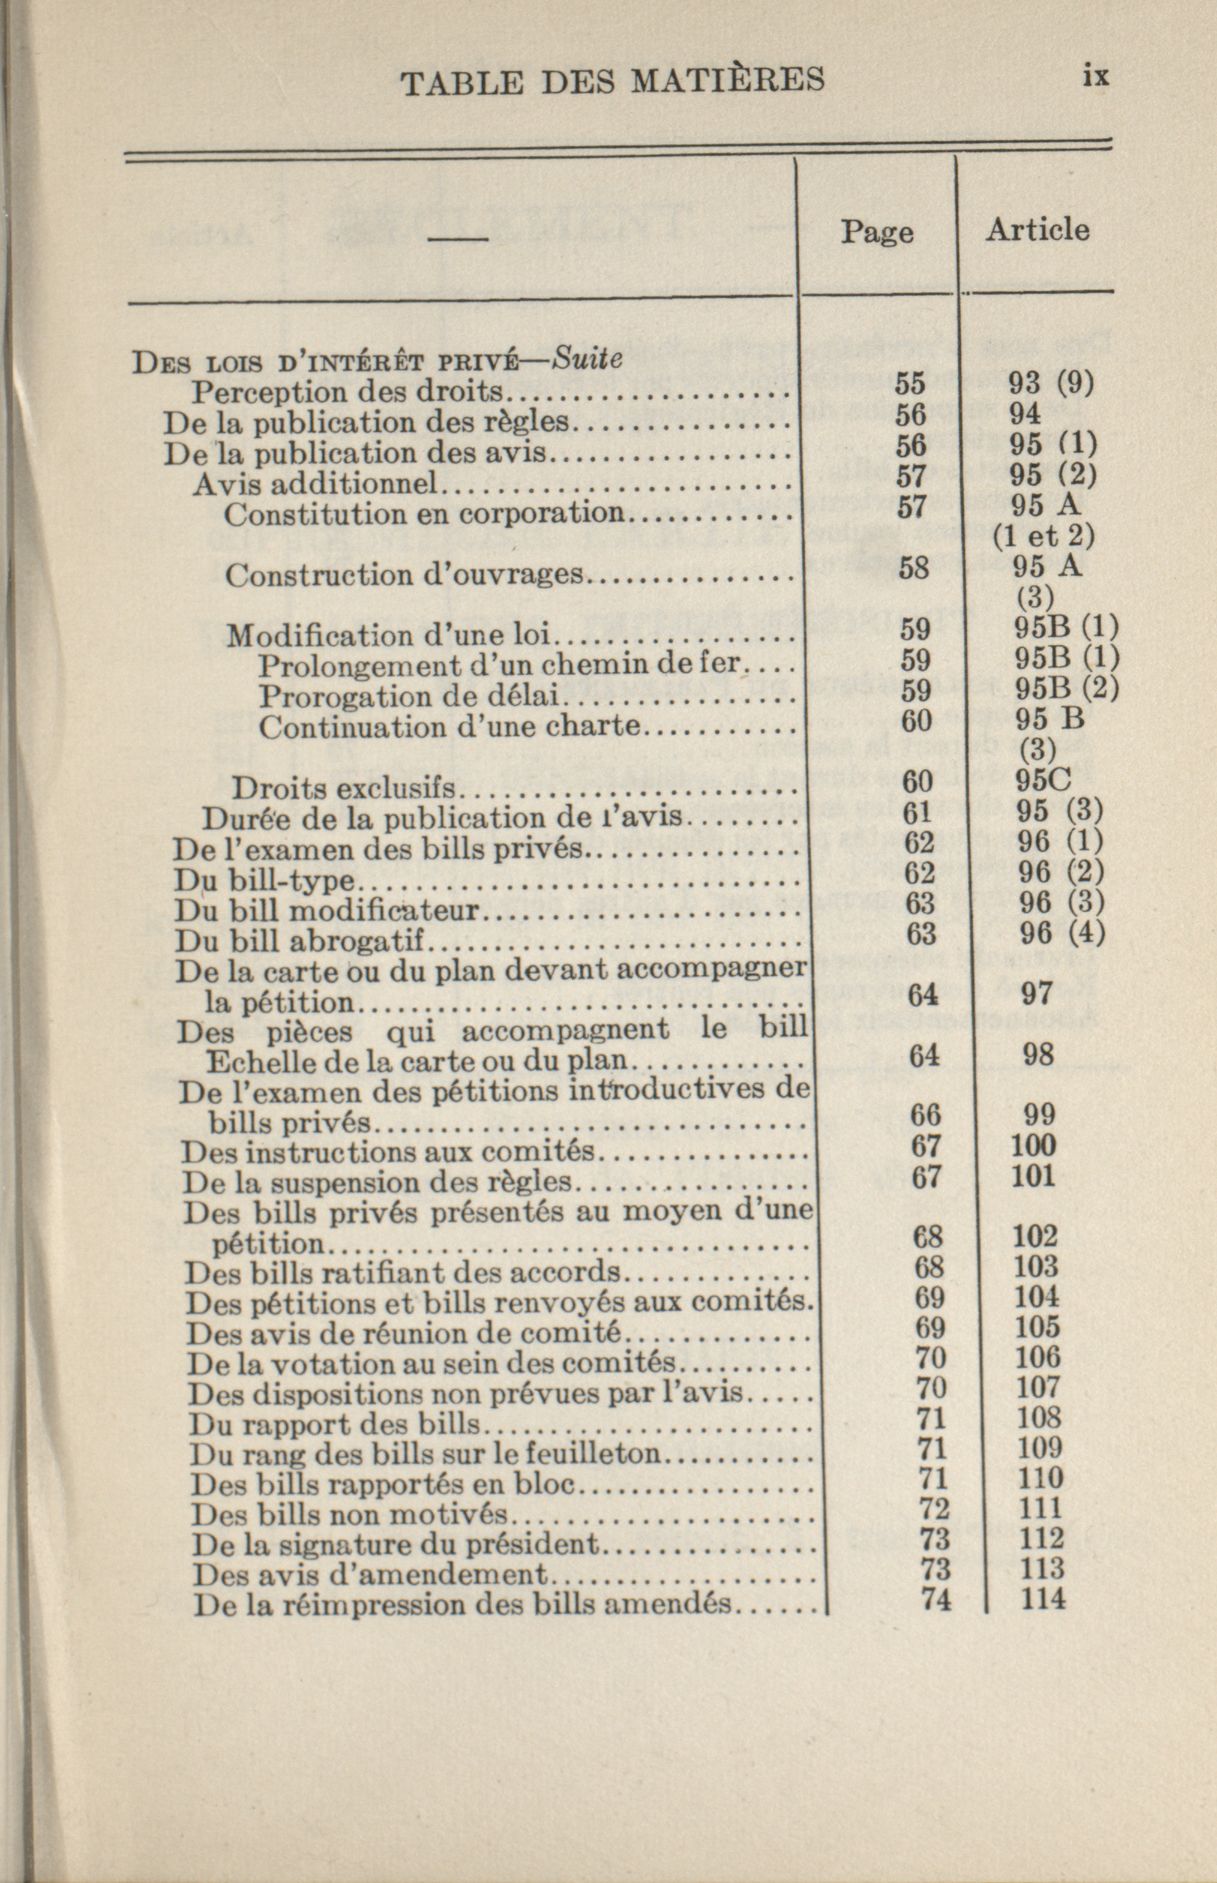 TABLE DES MATIÈRES ix
— Page Article
DES LOIS D'INTÉRÊT PRIVÉ—Suite
Perception des droits.................... 55 93 (9)
De la publication des règles............... 56 94
De la publication des avis................. 56 95 (1)
Avis additionnel......................... 57 95 (2)
Constitution en corporation............ 57 95 A
(1 et 2)
Construction d'ouvrages............... 58 95 A
(3)
Modification d'une loi................. 59 95B (1)
Prolongement d'un chemin de fer.... 59 95B (1)
Prorogation de délai................. 59 95B (2)
Continuation d'une charte........... 60 95 B
(3)
Droits exclusifs........................ 60 95C
Durée de la publication de l'avis........ 61 95 (3)
De l'examen des bills privés............... 62 96 (1)
Du bill-type............................... 62 96 (2)
Du bill modificateur....................... 63 96 (3)
Du bill abrogatif.......................... 63 96 (4)
De la carte ou du plan devant accompagner
la pétition............................... 64 97
Des pièces qui accompagnent le bill
Echelle de la carte ou du plan............ 64 98
De l'examen des pétitions introductives de
bills privés.............................. 66 99
Des instructions aux comités............... 67 100
De la suspension des règles................ 67 101
Des bills privés présentés au moyen d'une
pétition................................. 68 102
Des bills ratifiant des accords............. 68 103
Des pétitions et bills renvoyés aux comités. 69 104
Des avis de réunion de comité............. 69 105
De la votation au sein des comités.......... 70 106
Des dispositions non prévues par l'avis..... 70 107
Du rapport des bills....................... 71 108
Du rang des bills sur le feuilleton........... 71 109
Des bills rapportés en bloc................. 71 110
Des bills non motivés...................... 72 111
De la signature du président............... 73 112
Des avis d'amendement................... 73 113
De la réimpression des bills amendés...... 74 114